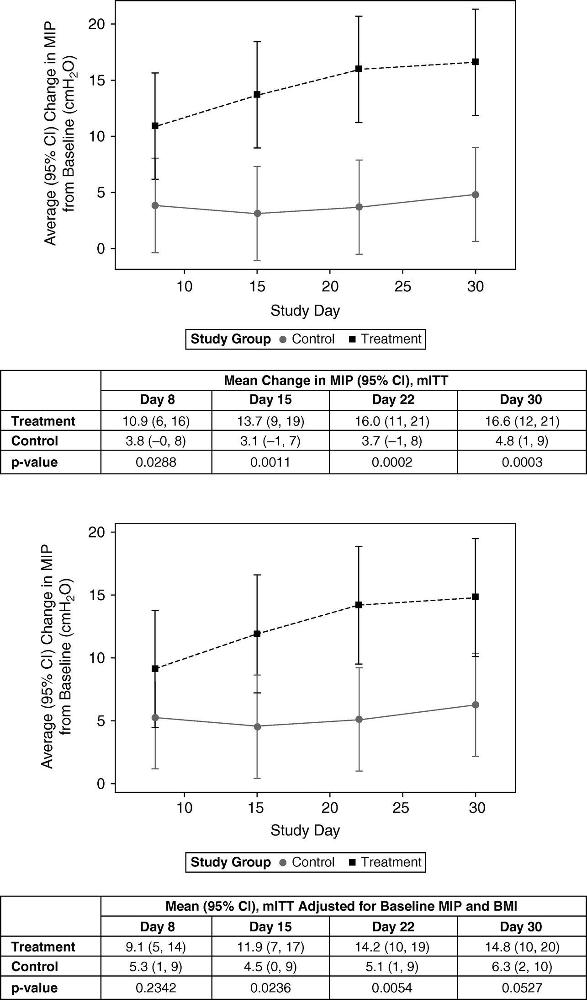 Average (95% CI) Change in MIP
from Baseline (cmH₂O)
20
15
10
5
0
10 15 20 25 30
Study Day
Study Group Control Treatment
Mean Change in MIP (95% CI), mITT
Day 8 Day 15 Day 22 Day 30
Treatment 10.9 (6, 16) 13.7 (9, 19) 16.0 (11, 21) 16.6 (12, 21)
Control 3.8 (–0, 8) 3.1 (–1, 7) 3.7 (–1, 8) 4.8 (1, 9)
p-value 0.0288 0.0011 0.0002 0.0003
Average (95% CI) Change in MIP
from Baseline (cmH₂O)
20
15
10
5
0
10 15 20 25 30
Study Day
Study Group Control Treatment
Mean (95% CI), mITT Adjusted for Baseline MIP and BMI
Day 8 Day 15 Day 22 Day 30
Treatment 9.1 (5, 14) 11.9 (7, 17) 14.2 (10, 19) 14.8 (10, 20)
Control 5.3 (1, 9) 4.5 (0, 9) 5.1 (1, 9) 6.3 (2, 10)
p-value 0.2342 0.0236 0.0054 0.0527